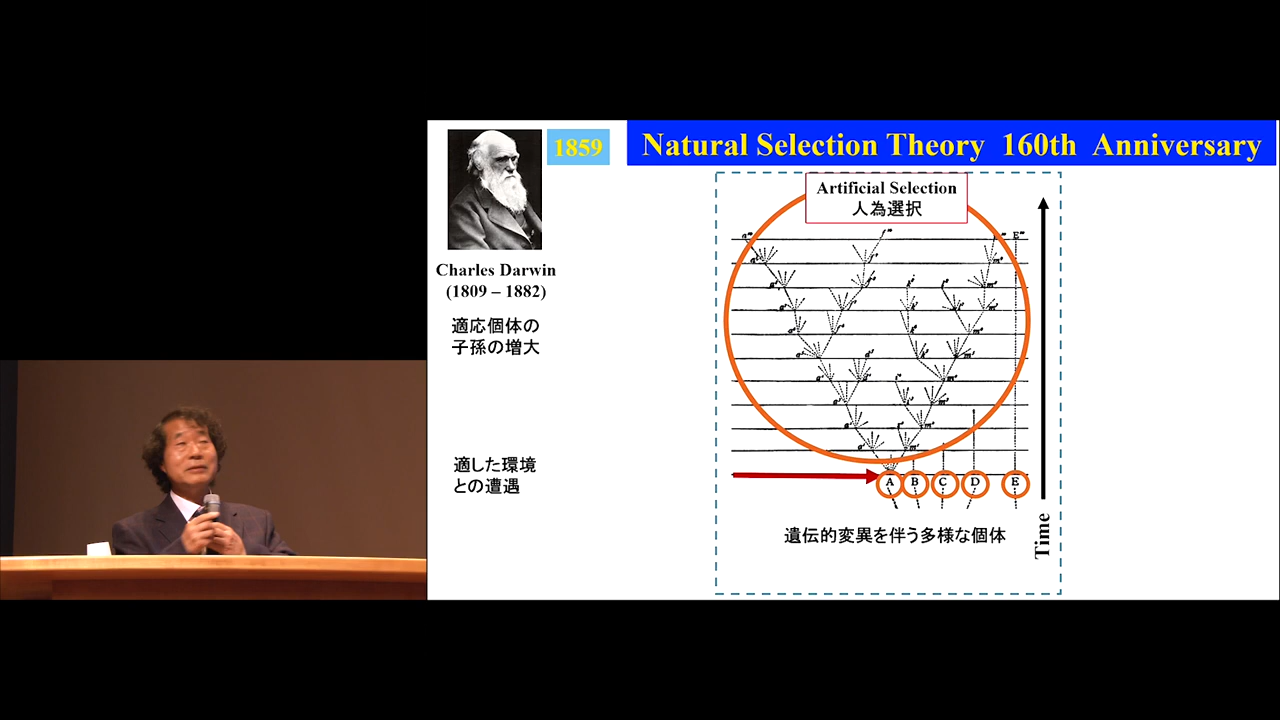 1859
Natural Selection Theory 160th Anniversary
Artificial Selection
人為選択
Charles Darwin
(1809 – 1882)
適応個体の
子孫の増大
適した環境
との遭遇
A B C D E
遺伝的変異を伴う多様な個体
Time